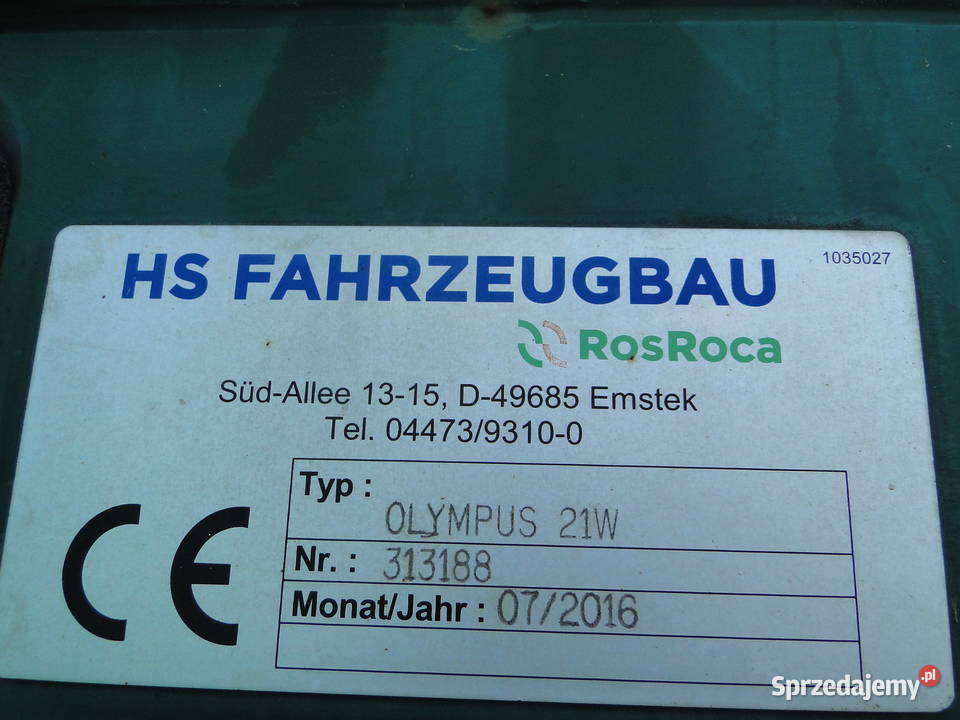 HS FAHRZEUGBAU
1035027
RosRoca
Süd-Allee 13-15, D-49685 Emstek
Tel. 04473/9310-0
CE
Typ :
OLYMPUS 21W
Nr. : 313188
Monat/Jahr : 07/2016
Sprzedajemy.pl